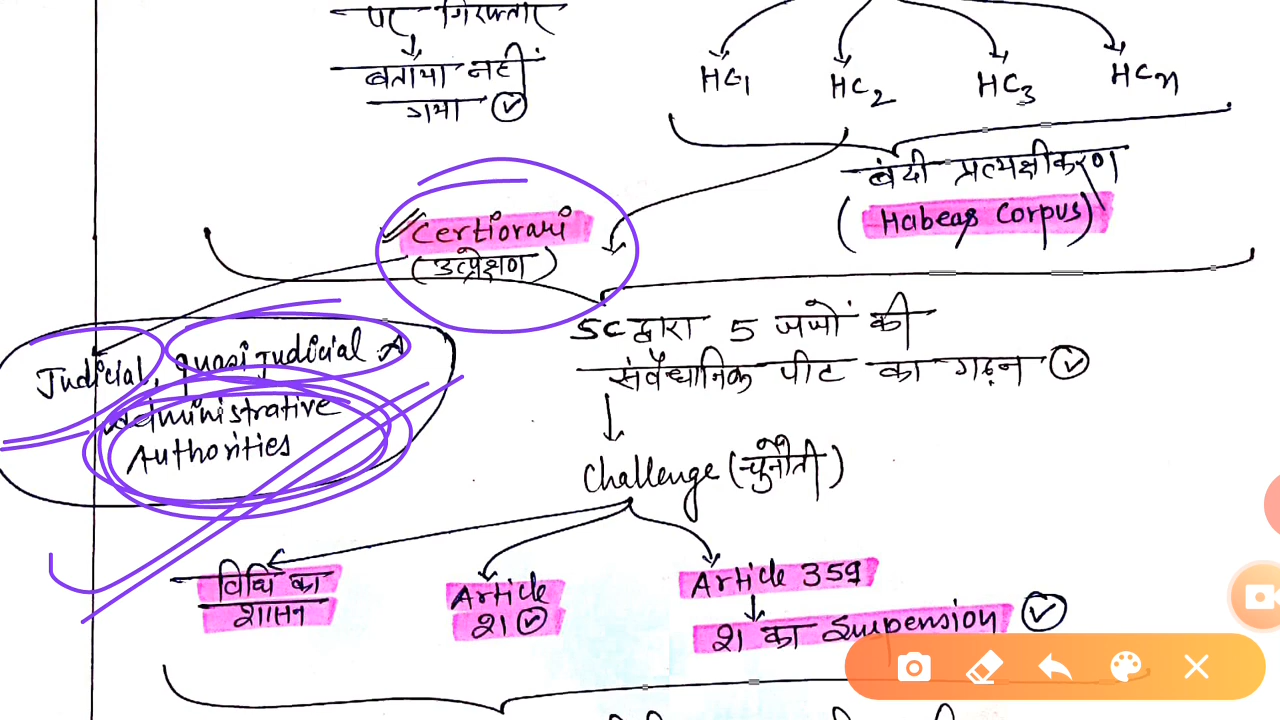 पर गिरफ्तार
बताया नहीं
गया
HC1 HC2 HC3 HCn
बंदी प्रत्यक्षीकरण
(Habeas Corpus)
Certiorari
(उत्प्रेक्षण)
SC द्वारा 5 जजों की
संवैधानिक पीठ का गठन
Judicial, quasi judicial &
administrative
Authorities
Challenge (चुनौती)
विधि का
शासन
Article
21
Article 359
21 का Suspension